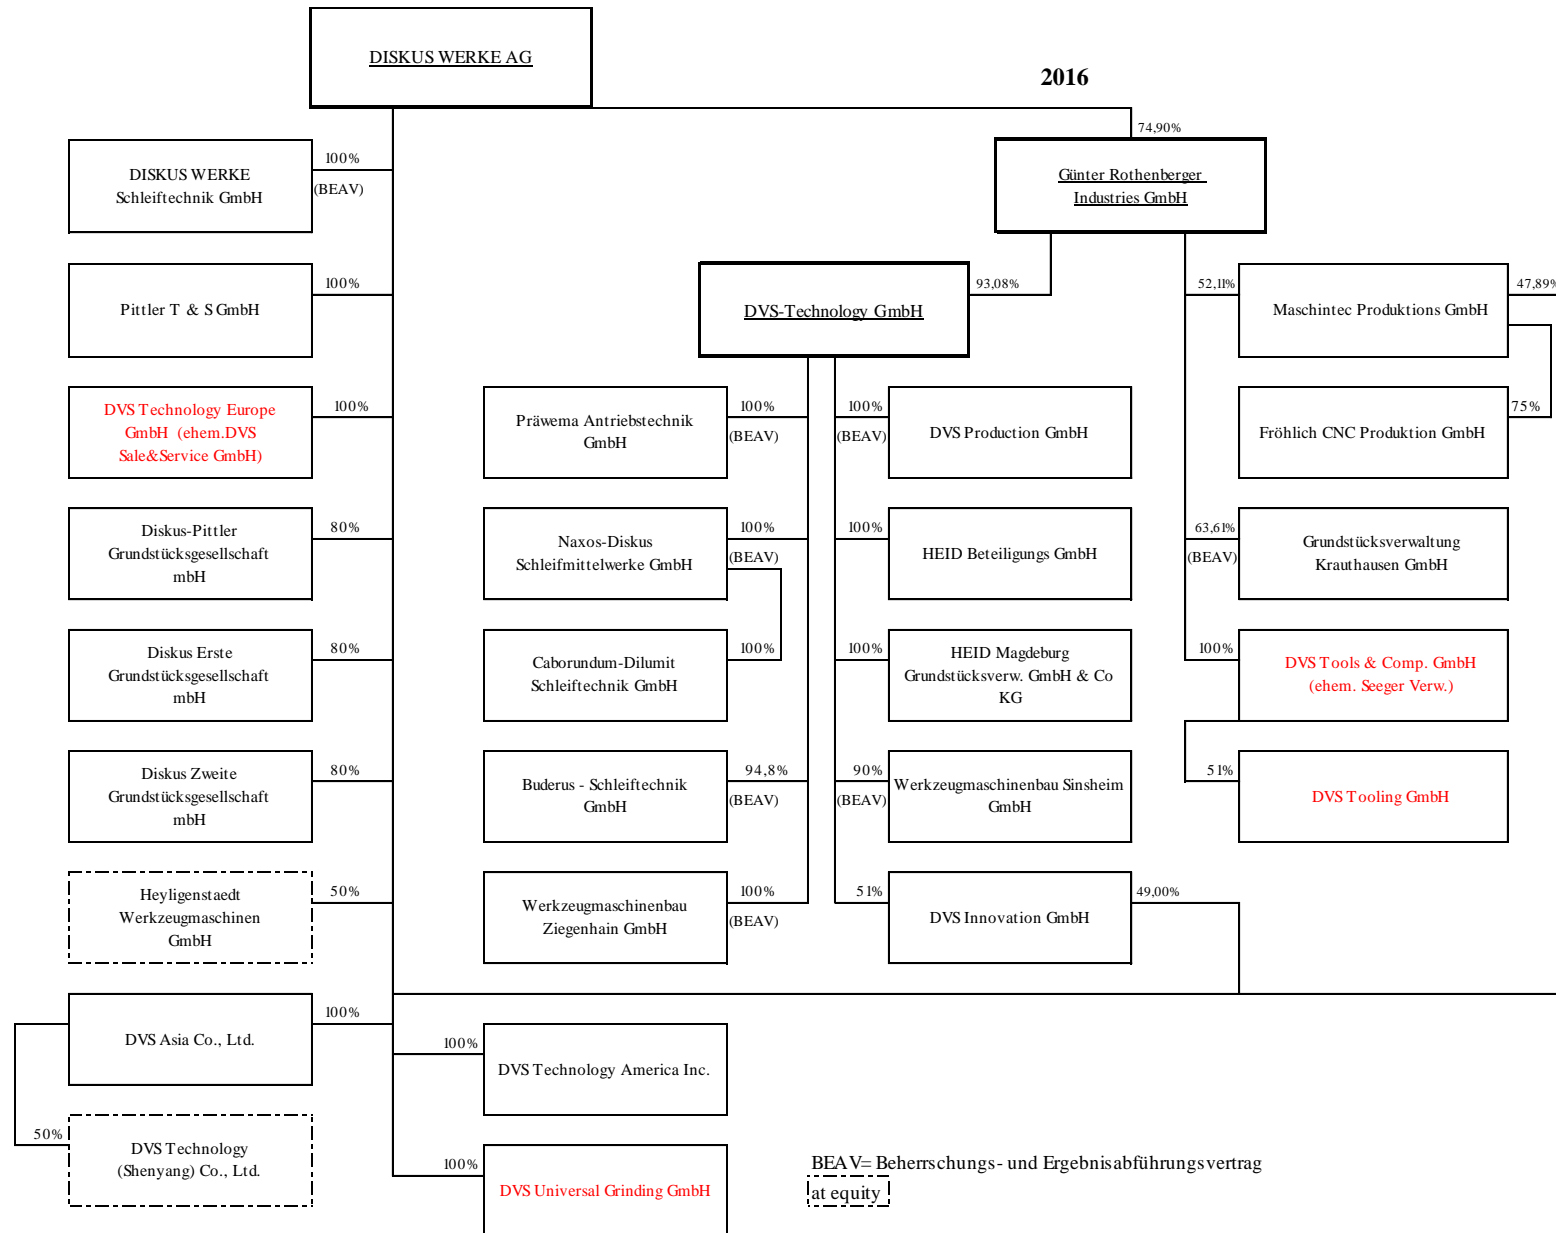 DISKUS WERKE AG
2016
74,90%
DISKUS WERKE
Schleiftechnik GmbH
100%
(BEAV)
Günter Rothenberger
Industries GmbH
Pittler T & S GmbH
100%
DVS-Technology GmbH
93,08%
52,11%
Maschintec Produktions GmbH
47,89%
DVS Technology Europe
GmbH (ehem.DVS
Sale&Service GmbH)
100%
Präwema Antriebstechnik
GmbH
100%
(BEAV)
100%
(BEAV)
DVS Production GmbH
Fröhlich CNC Produktion GmbH
75%
Diskus-Pittler
Grundstücksgesellschaft
mbH
80%
Naxos-Diskus
Schleifmittelwerke GmbH
100%
(BEAV)
100%
HEID Beteiligungs GmbH
63,61%
(BEAV)
Grundstücksverwaltung
Krauthausen GmbH
Diskus Erste
Grundstücksgesellschaft
mbH
80%
Caborundum-Dilumit
Schleiftechnik GmbH
100%
100%
HEID Magdeburg
Grundstücksverw. GmbH & Co
KG
100%
DVS Tools & Comp. GmbH
(ehem. Seeger Verw.)
Diskus Zweite
Grundstücksgesellschaft
mbH
80%
Buderus - Schleiftechnik
GmbH
94,8%
(BEAV)
90%
(BEAV)
Werkzeugmaschinenbau Sinsheim
GmbH
51%
DVS Tooling GmbH
Heyligenstaedt
Werkzeugmaschinen
GmbH
50%
Werkzeugmaschinenbau
Ziegenhain GmbH
100%
(BEAV)
51%
DVS Innovation GmbH
49,00%
DVS Asia Co., Ltd.
100%
100%
DVS Technology America Inc.
50%
DVS Technology
(Shenyang) Co., Ltd.
100%
DVS Universal Grinding GmbH
BEAV= Beherrschungs- und Ergebnisabführungsvertrag
at equity